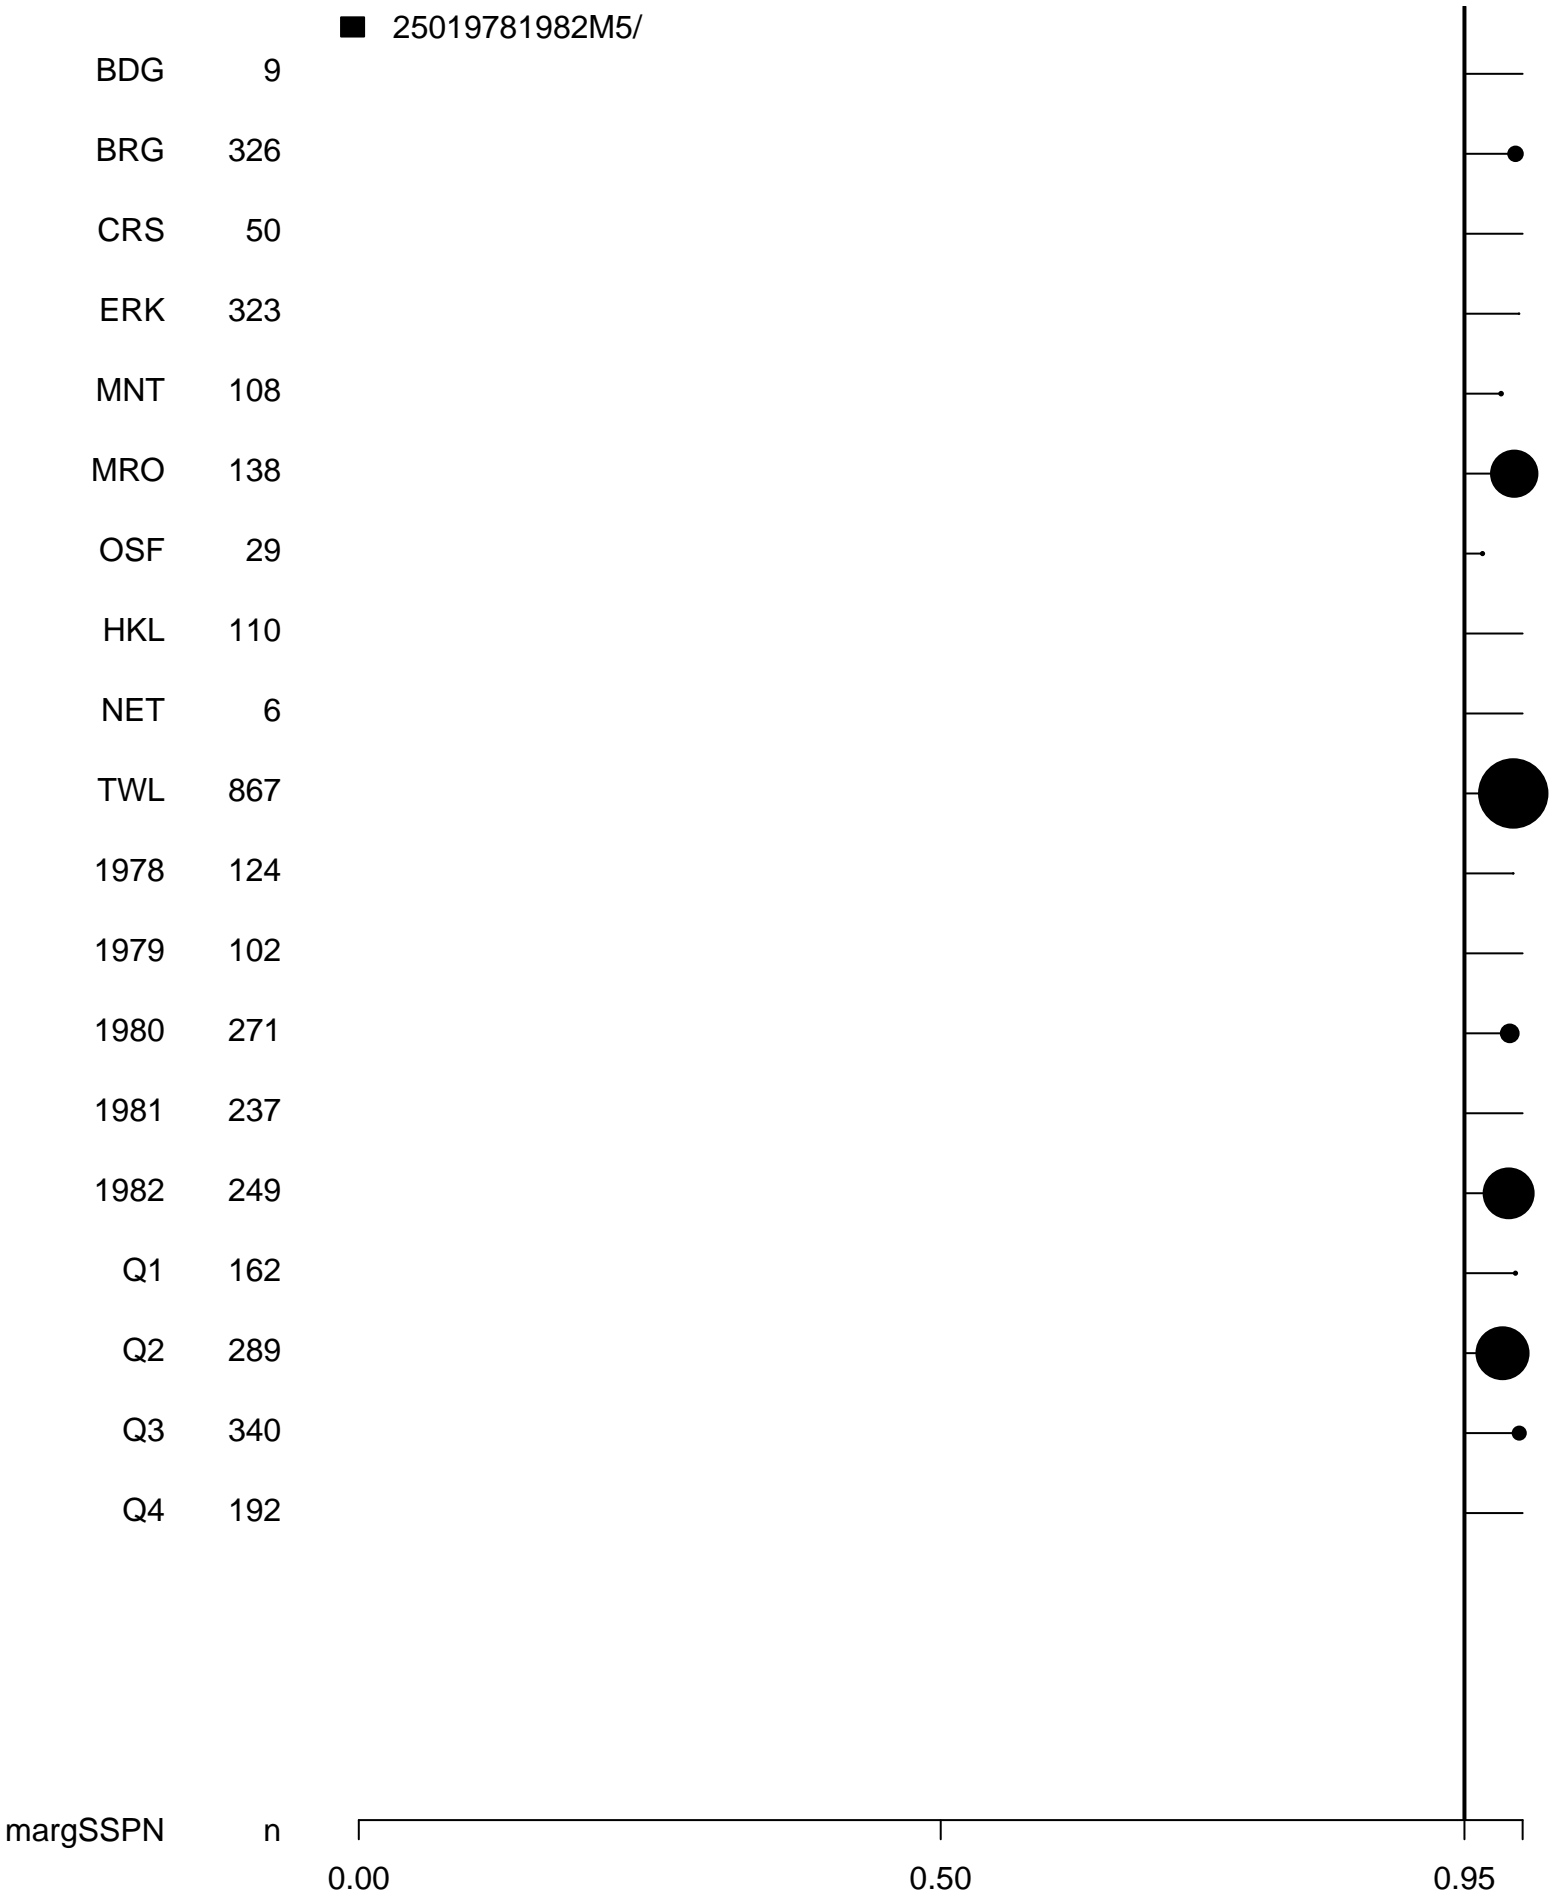 25019781982M5/
BDG 9
BRG 326
CRS 50
ERK 323
MNT 108
MRO 138
OSF 29
HKL 110
NET 6
TWL 867
1978 124
1979 102
1980 271
1981 237
1982 249
Q1 162
Q2 289
Q3 340
Q4 192
margSSPN n
0.00 0.50 0.95